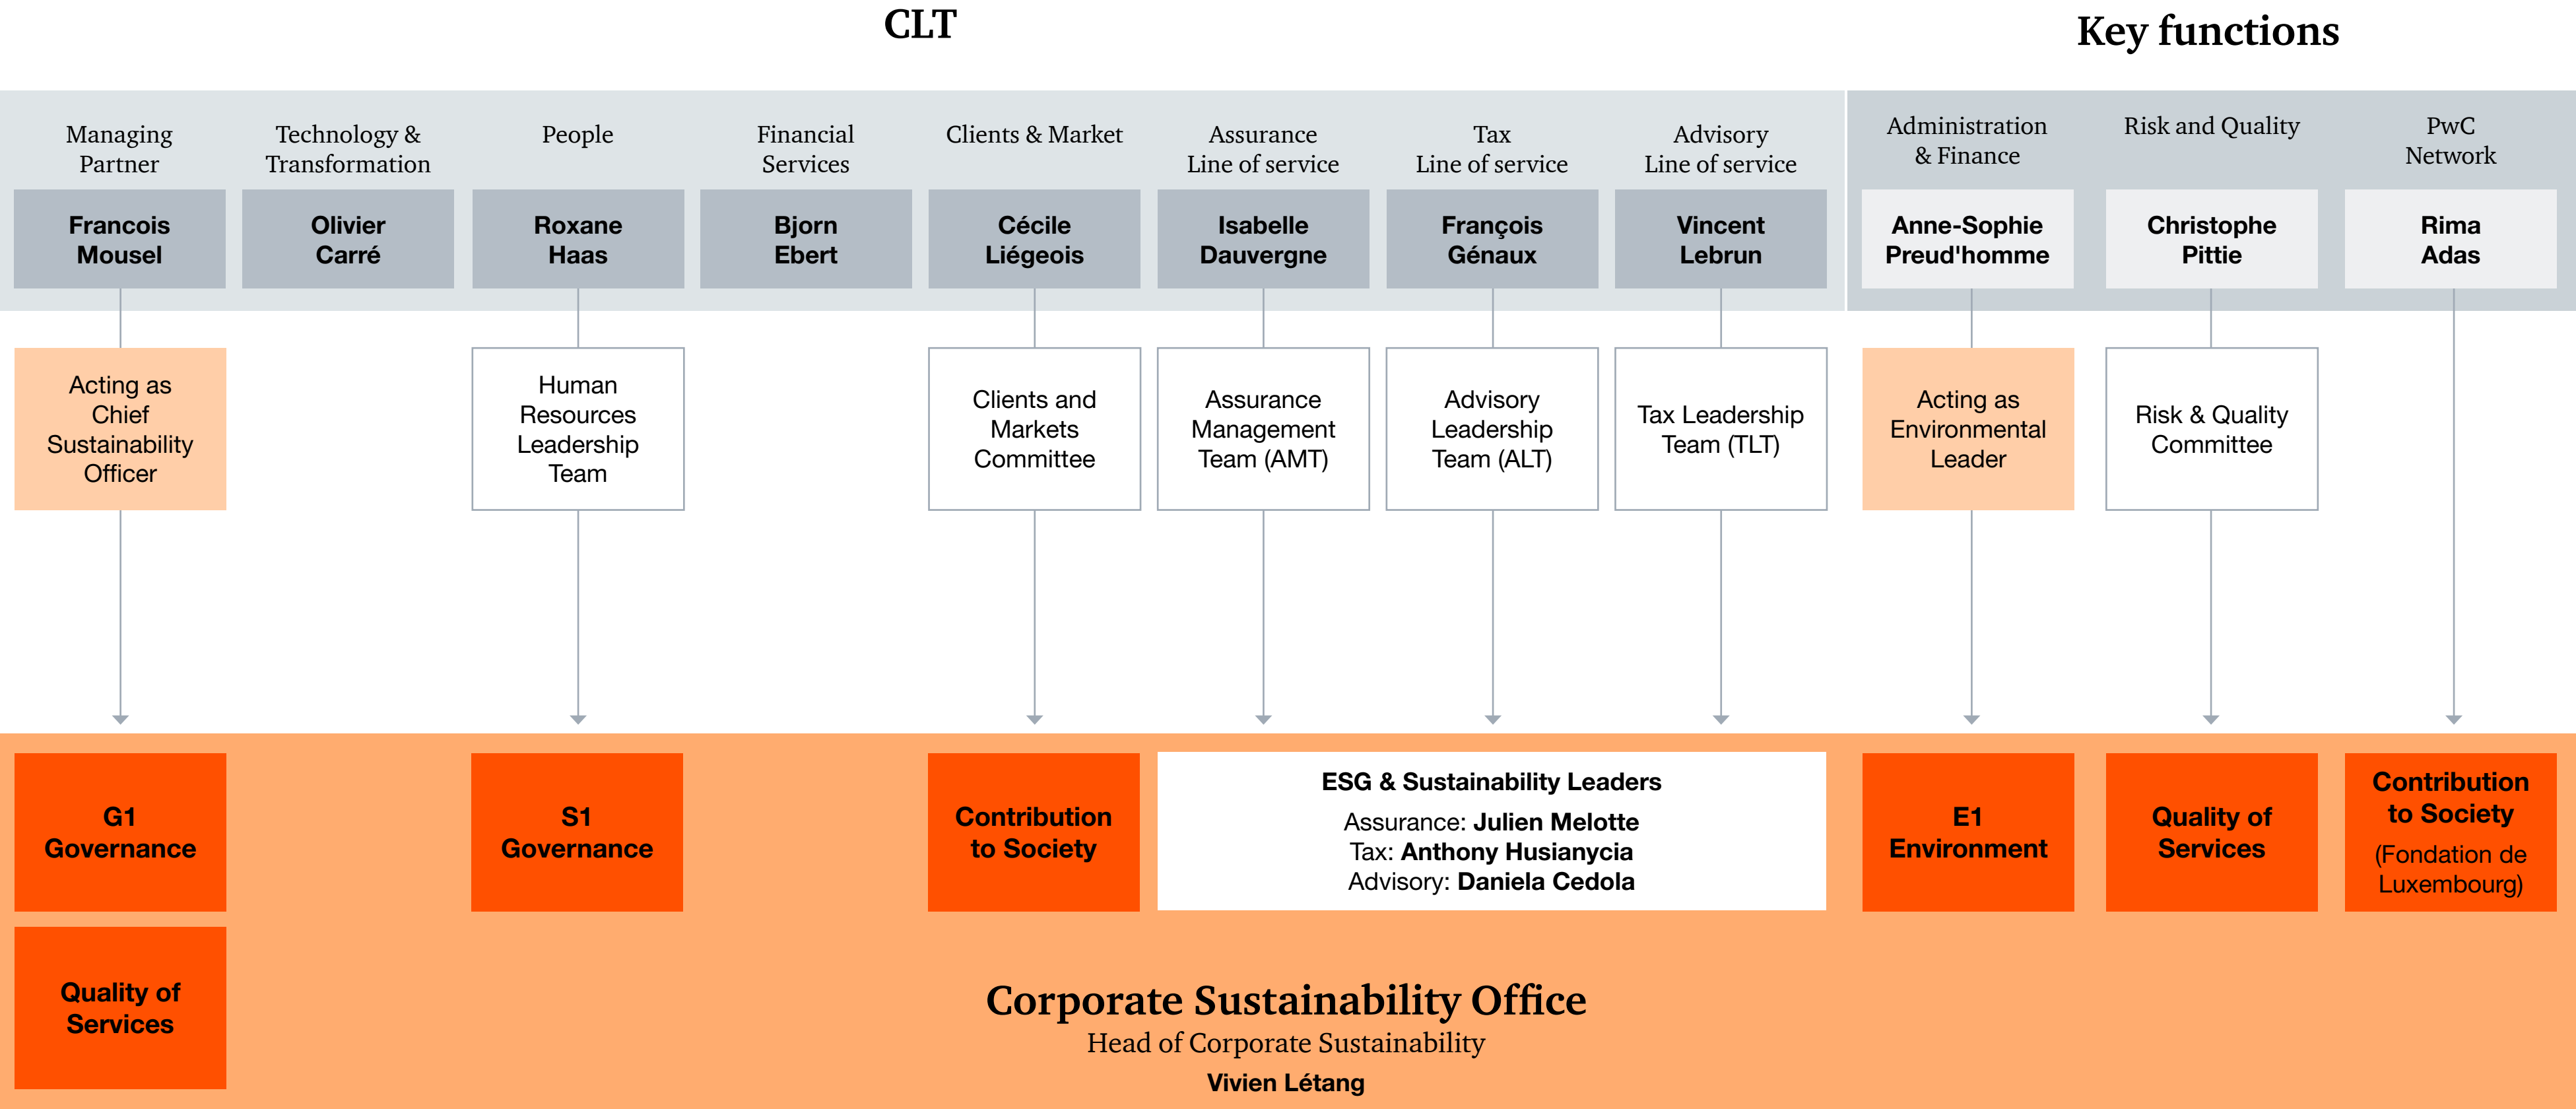 CLT
Key functions
Managing
Partner
Technology &
Transformation
People
Financial
Services
Clients & Market
Assurance
Line of service
Tax
Line of service
Advisory
Line of service
Administration
& Finance
Risk and Quality
PwC
Network
Francois
Mousel
Olivier
Carré
Roxane
Haas
Bjorn
Ebert
Cécile
Liégeois
Isabelle
Dauvergne
François
Génaux
Vincent
Lebrun
Anne-Sophie
Preud'homme
Christophe
Pittie
Rima
Adas
Acting as
Chief
Sustainability
Officer
Human
Resources
Leadership
Team
Clients and
Markets
Committee
Assurance
Management
Team (AMT)
Advisory
Leadership
Team (ALT)
Tax Leadership
Team (TLT)
Acting as
Environmental
Leader
Risk & Quality
Committee
G1
Governance
S1
Governance
Contribution
to Society
ESG & Sustainability Leaders
Assurance: Julien Melotte
Tax: Anthony Husianycia
Advisory: Daniela Cedola
E1
Environment
Quality of
Services
Contribution
to Society
(Fondation de
Luxembourg)
Quality of
Services
Corporate Sustainability Office
Head of Corporate Sustainability
Vivien Létang